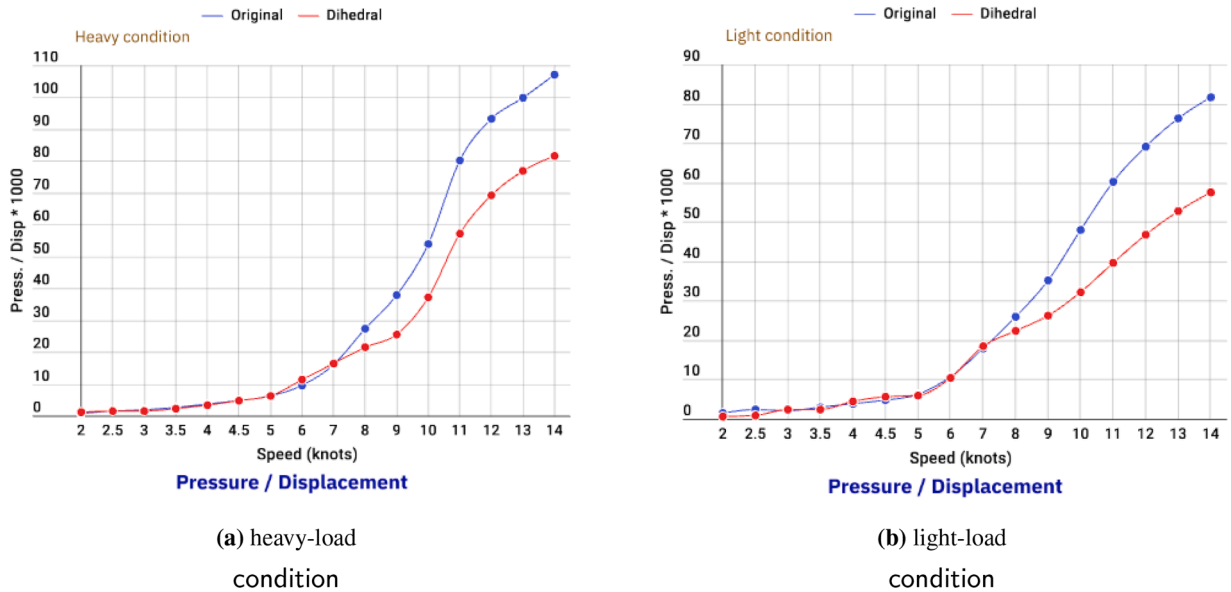 Original Dihedral
Heavy condition
110
100
90
80
70
60
50
40
30
20
10
0
Press. / Disp * 1000
2 2.5 3 3.5 4 4.5 5 6 7 8 9 10 11 12 13 14
Speed (knots)
Pressure / Displacement
(a) heavy-load
condition
Original Dihedral
Light condition
90
80
70
60
50
40
30
20
10
0
Press. / Disp * 1000
2 2.5 3 3.5 4 4.5 5 6 7 8 9 10 11 12 13 14
Speed (knots)
Pressure / Displacement
(b) light-load
condition